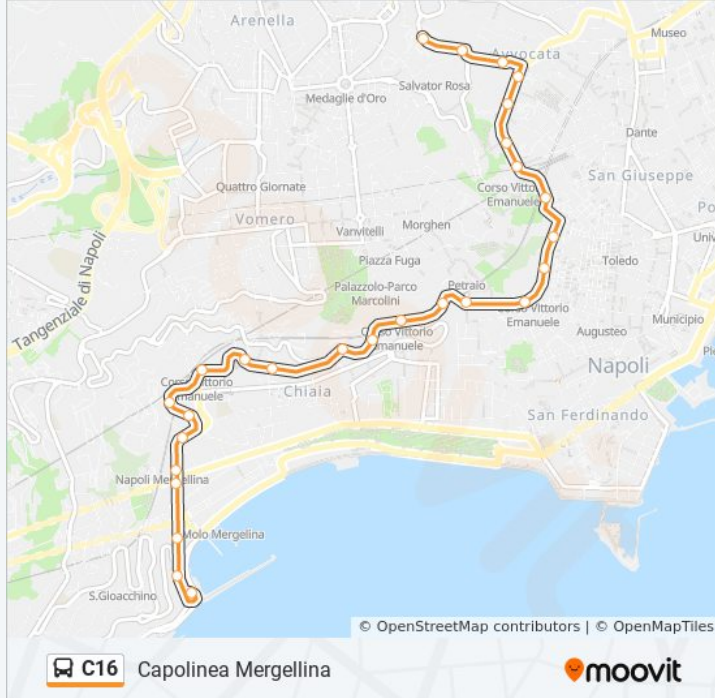 Arenella
Museo
Avvocata
Salvator Rosa
Medaglie d'Oro
Dante
San Giuseppe
Quattro Giornate
Corso Vitto
Emanuele
Vomero
Morghen
Vanvitelli
Piazza Fuga
Toledo
Tangenziale di Napoli
Palazzolo-Parco
Marcolini
Petraio
Corso Vittorio
Emanuele
Municipio
Augusteo
Corso Vittorio
Emanuele
Napoli
Corso Vittorio
Emanuele
Chiaia
San Ferdinando
Napoli Mergellina
Molo Mergelina
S.Gioacchino
© OpenStreetMap contributors | © OpenMapTiles
C16 Capolinea Mergellina
moovit